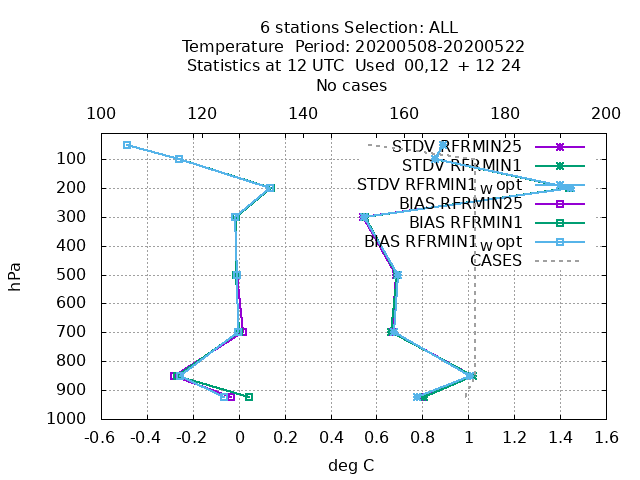 6 stations Selection: ALL
Temperature  Period: 20200508-20200522
Statistics at 12 UTC  Used  00,12  + 12 24
No cases
100 120 140 160 180 200
STDV RFRMIN25
STDV RFRMIN1
STDV RFRMIN1_W opt
BIAS RFRMIN25
BIAS RFRMIN1
BIAS RFRMIN1_W opt
CASES
hPa
100
200
300
400
500
600
700
800
900
1000
-0.6 -0.4 -0.2 0 0.2 0.4 0.6 0.8 1 1.2 1.4 1.6
deg C